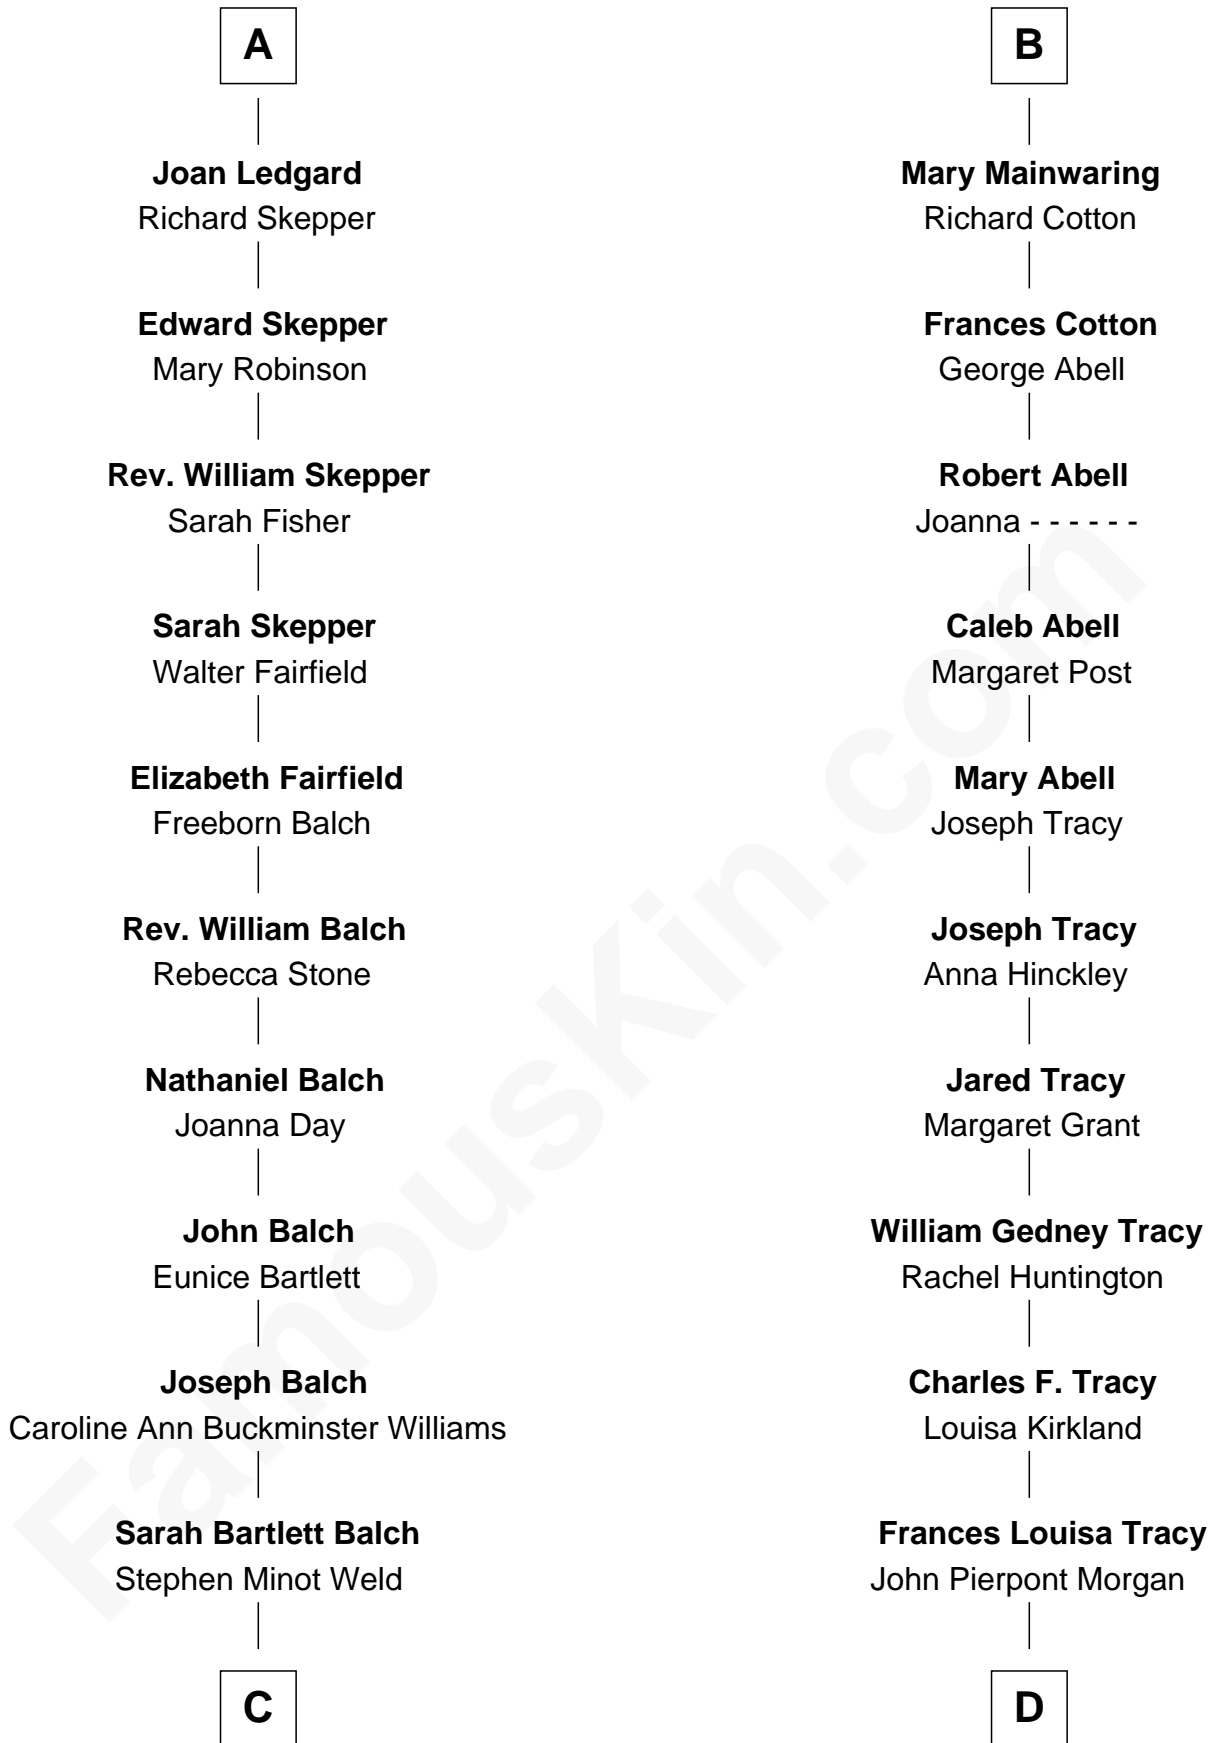 A
Joan Ledgard
Richard Skepper
Edward Skepper
Mary Robinson
Rev. William Skepper
Sarah Fisher
Sarah Skepper
Walter Fairfield
Elizabeth Fairfield
Freeborn Balch
Rev. William Balch
Rebecca Stone
Nathaniel Balch
Joanna Day
John Balch
Eunice Bartlett
Joseph Balch
Caroline Ann Buckminster Williams
Sarah Bartlett Balch
Stephen Minot Weld
C
B
Mary Mainwaring
Richard Cotton
Frances Cotton
George Abell
Robert Abell
Joanna - - - - - -
Caleb Abell
Margaret Post
Mary Abell
Joseph Tracy
Joseph Tracy
Anna Hinckley
Jared Tracy
Margaret Grant
William Gedney Tracy
Rachel Huntington
Charles F. Tracy
Louisa Kirkland
Frances Louisa Tracy
John Pierpont Morgan
D
FamousKin.com